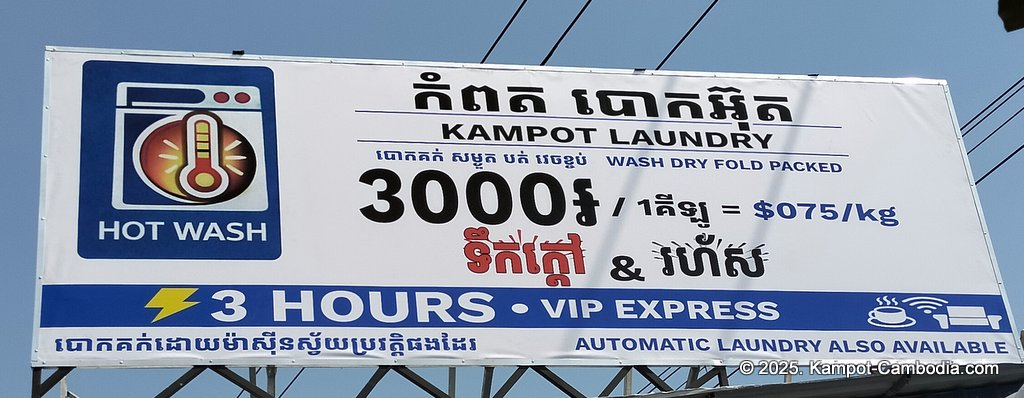 កំពត បោកអ៊ុត
KAMPOT LAUNDRY
បោកគក់ សម្ងួត បត់ វេចខ្ចប់ WASH DRY FOLD PACKED
3000៛ / 1គីឡូ = $075/kg
ទឹកក្តៅ & រហ័ស
HOT WASH
3 HOURS • VIP EXPRESS
បោកគក់ដោយម៉ាស៊ីនស្វ័យប្រវត្តិផងដែរ AUTOMATIC LAUNDRY ALSO AVAILABLE
© 2025. Kampot-Cambodia.com